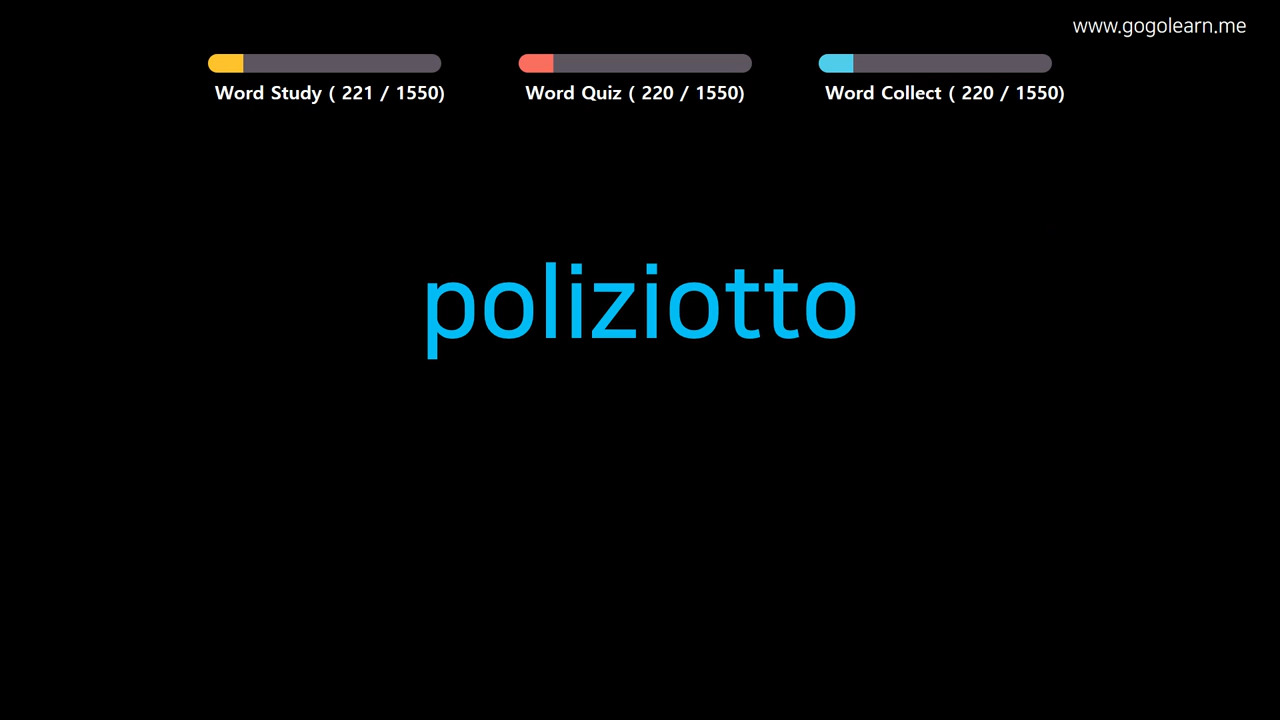 www.gogolearn.me
Word Study ( 221 / 1550)
Word Quiz ( 220 / 1550)
Word Collect ( 220 / 1550)
poliziotto